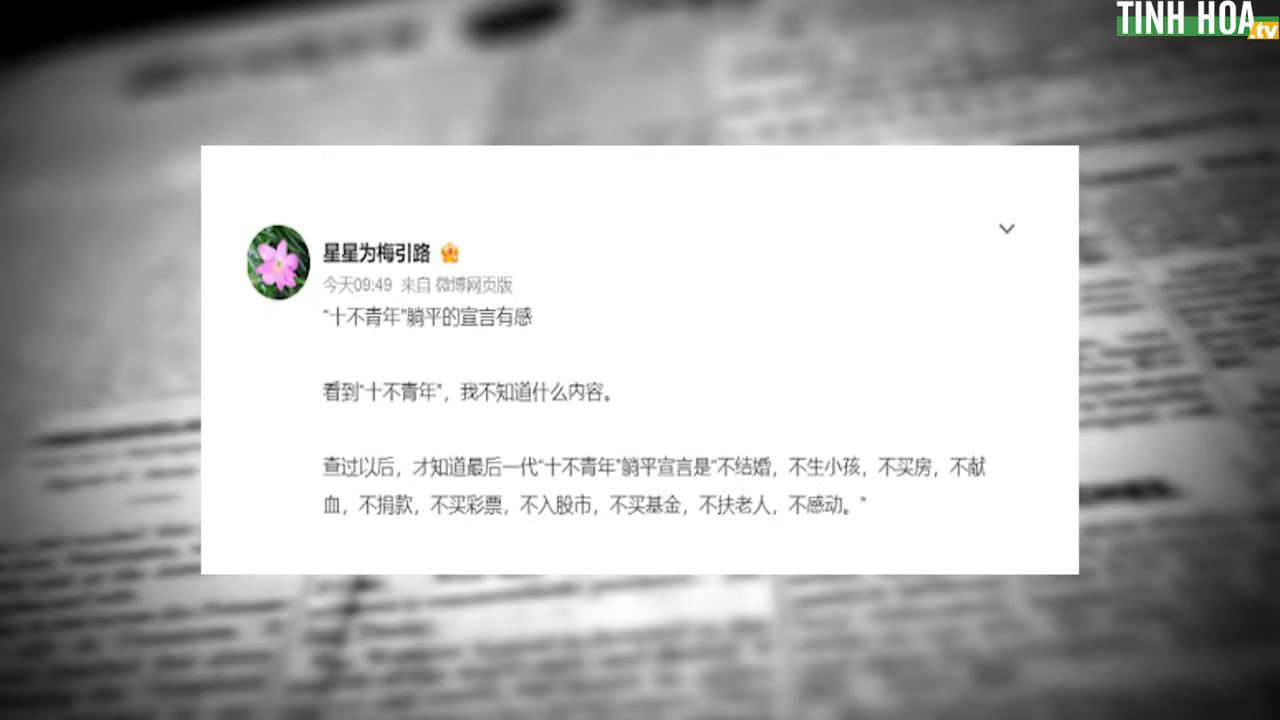 TINH HOA
.tv
星星为梅引路
今天09:49 来自 微博网页版
“十不青年”躺平的宣言有感
看到“十不青年”，我不知道什么内容。
查过以后，才知道最后一代“十不青年”躺平宣言是“不结婚，不生小孩，不买房，不献
血，不捐款，不买彩票，不入股市，不买基金，不扶老人，不感动。”